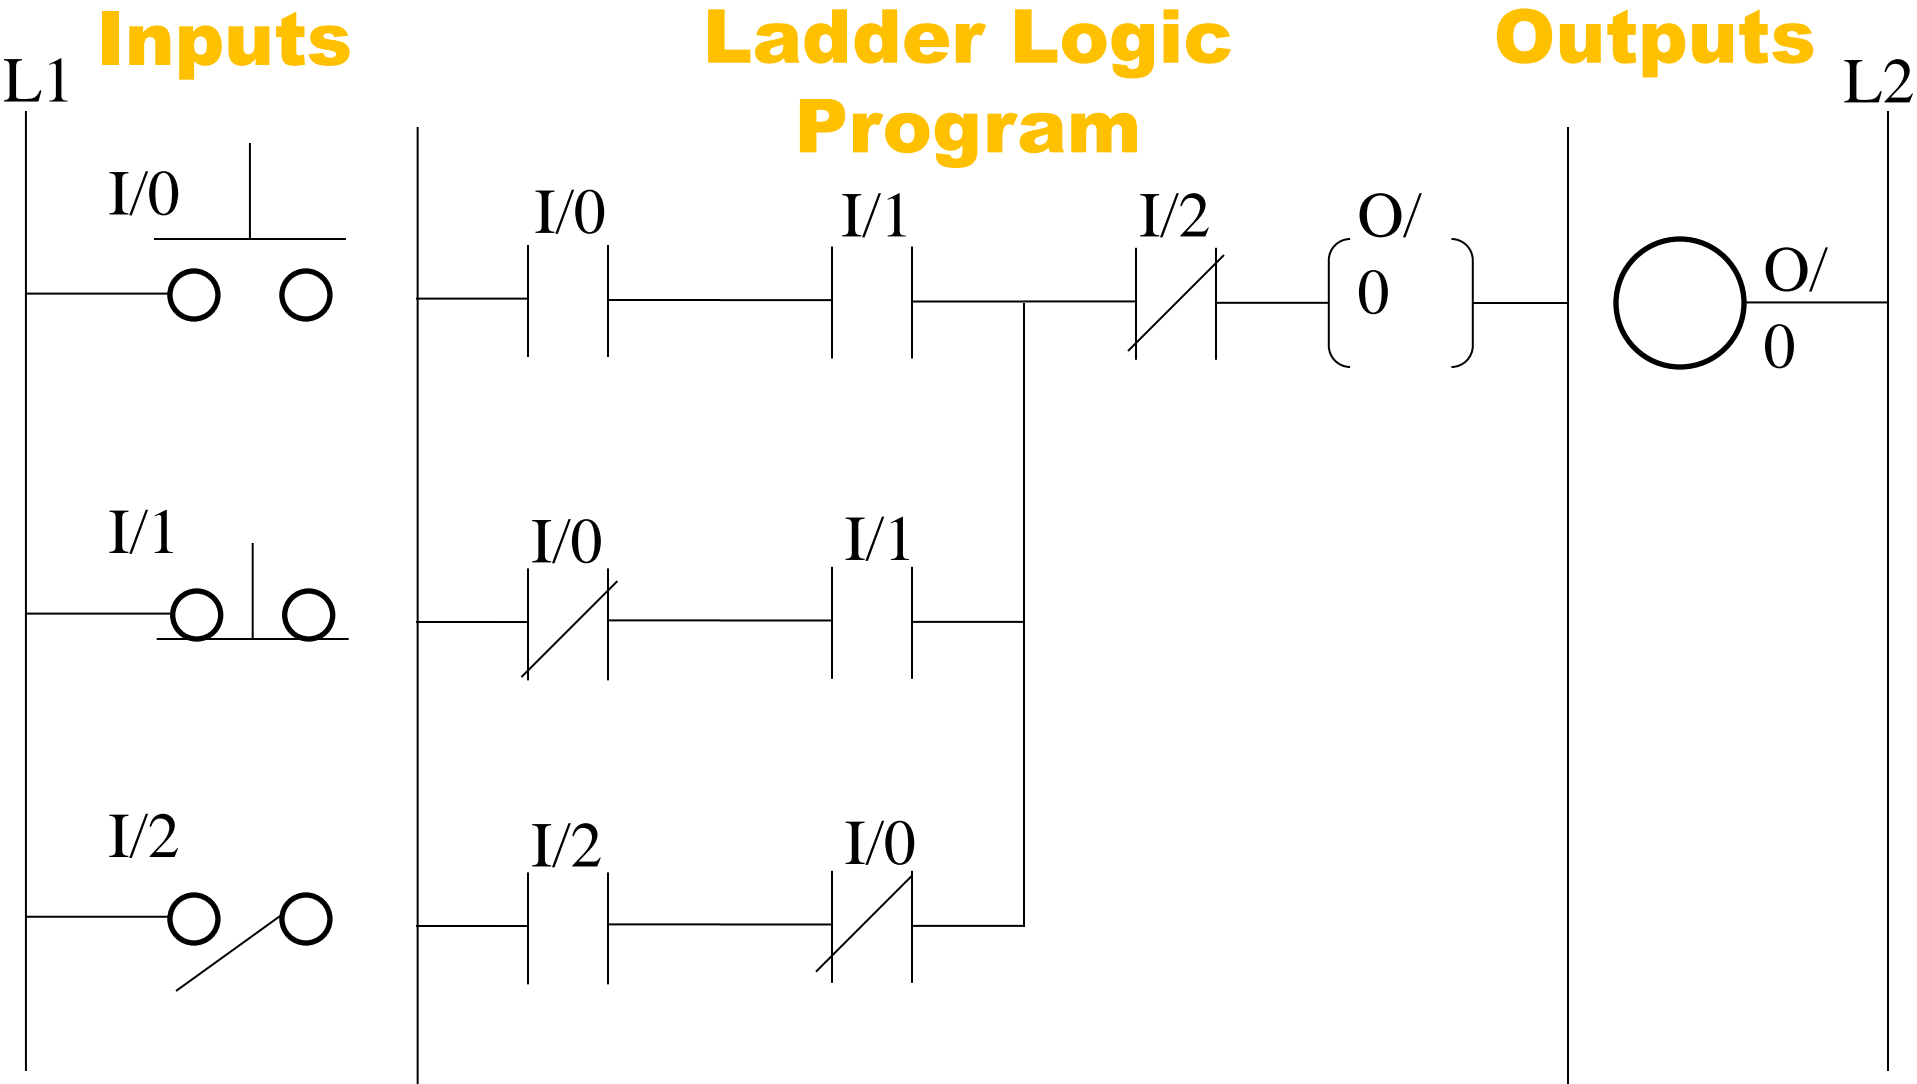 Inputs
Ladder Logic
Program
Outputs
L1
L2
I/0
I/0
I/1
I/2
O/
0
O/
0
I/1
I/0
I/1
I/2
I/2
I/0